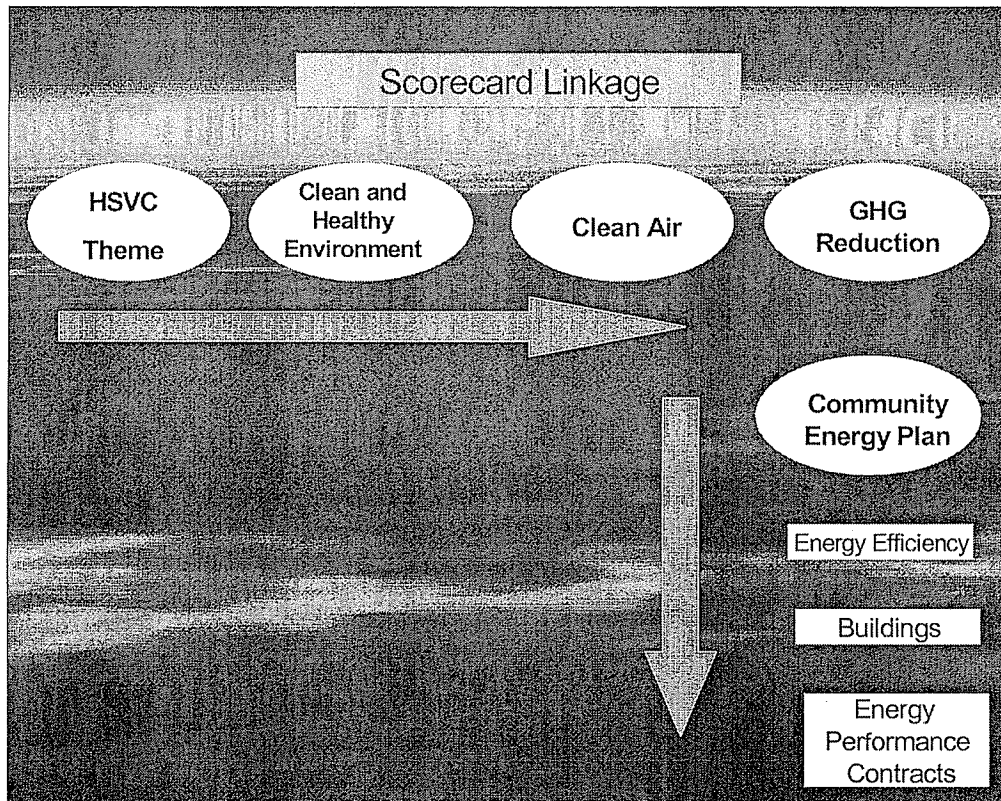 Scorecard Linkage
HSVC
Theme
Clean and
Healthy
Environment
Clean Air
GHG
Reduction
Community
Energy Plan
Energy Efficiency
Buildings
Energy
Performance
Contracts